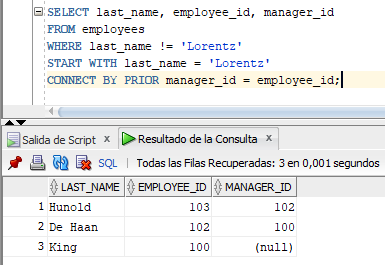 SELECT last_name, employee_id, manager_id
FROM employees
WHERE last_name != 'Lorentz'
START WITH last_name = 'Lorentz'
CONNECT BY PRIOR manager_id = employee_id;
Salida de Script x Resultado de la Consulta x
SQL | Todas las Filas Recuperadas: 3 en 0,001 segundos
LAST_NAME EMPLOYEE_ID MANAGER_ID
1 Hunold 103 102
2 De Haan 102 100
3 King 100 (null)